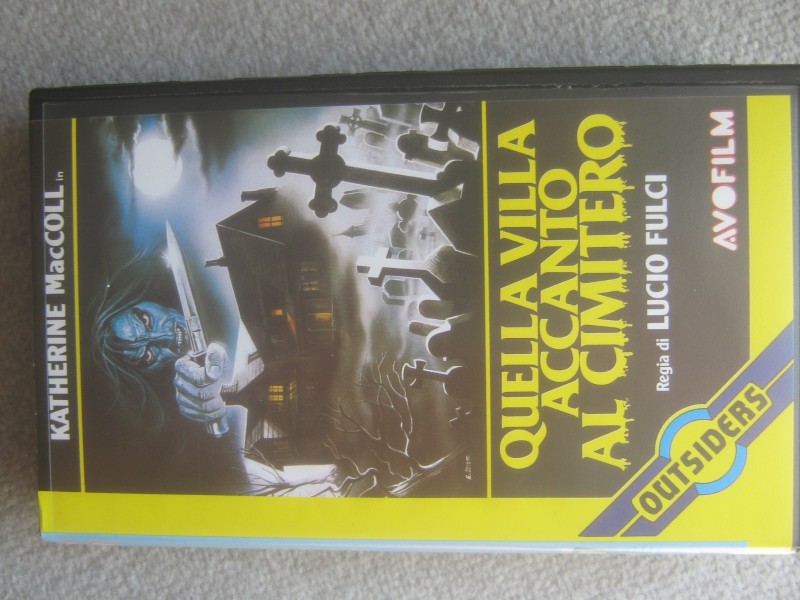 KATHERINE MacCOLL in
QUELLA VILLA
ACCANTO
AL CIMITERO
Regia di LUCIO FULCI
OUTSIDERS
AVOFILM